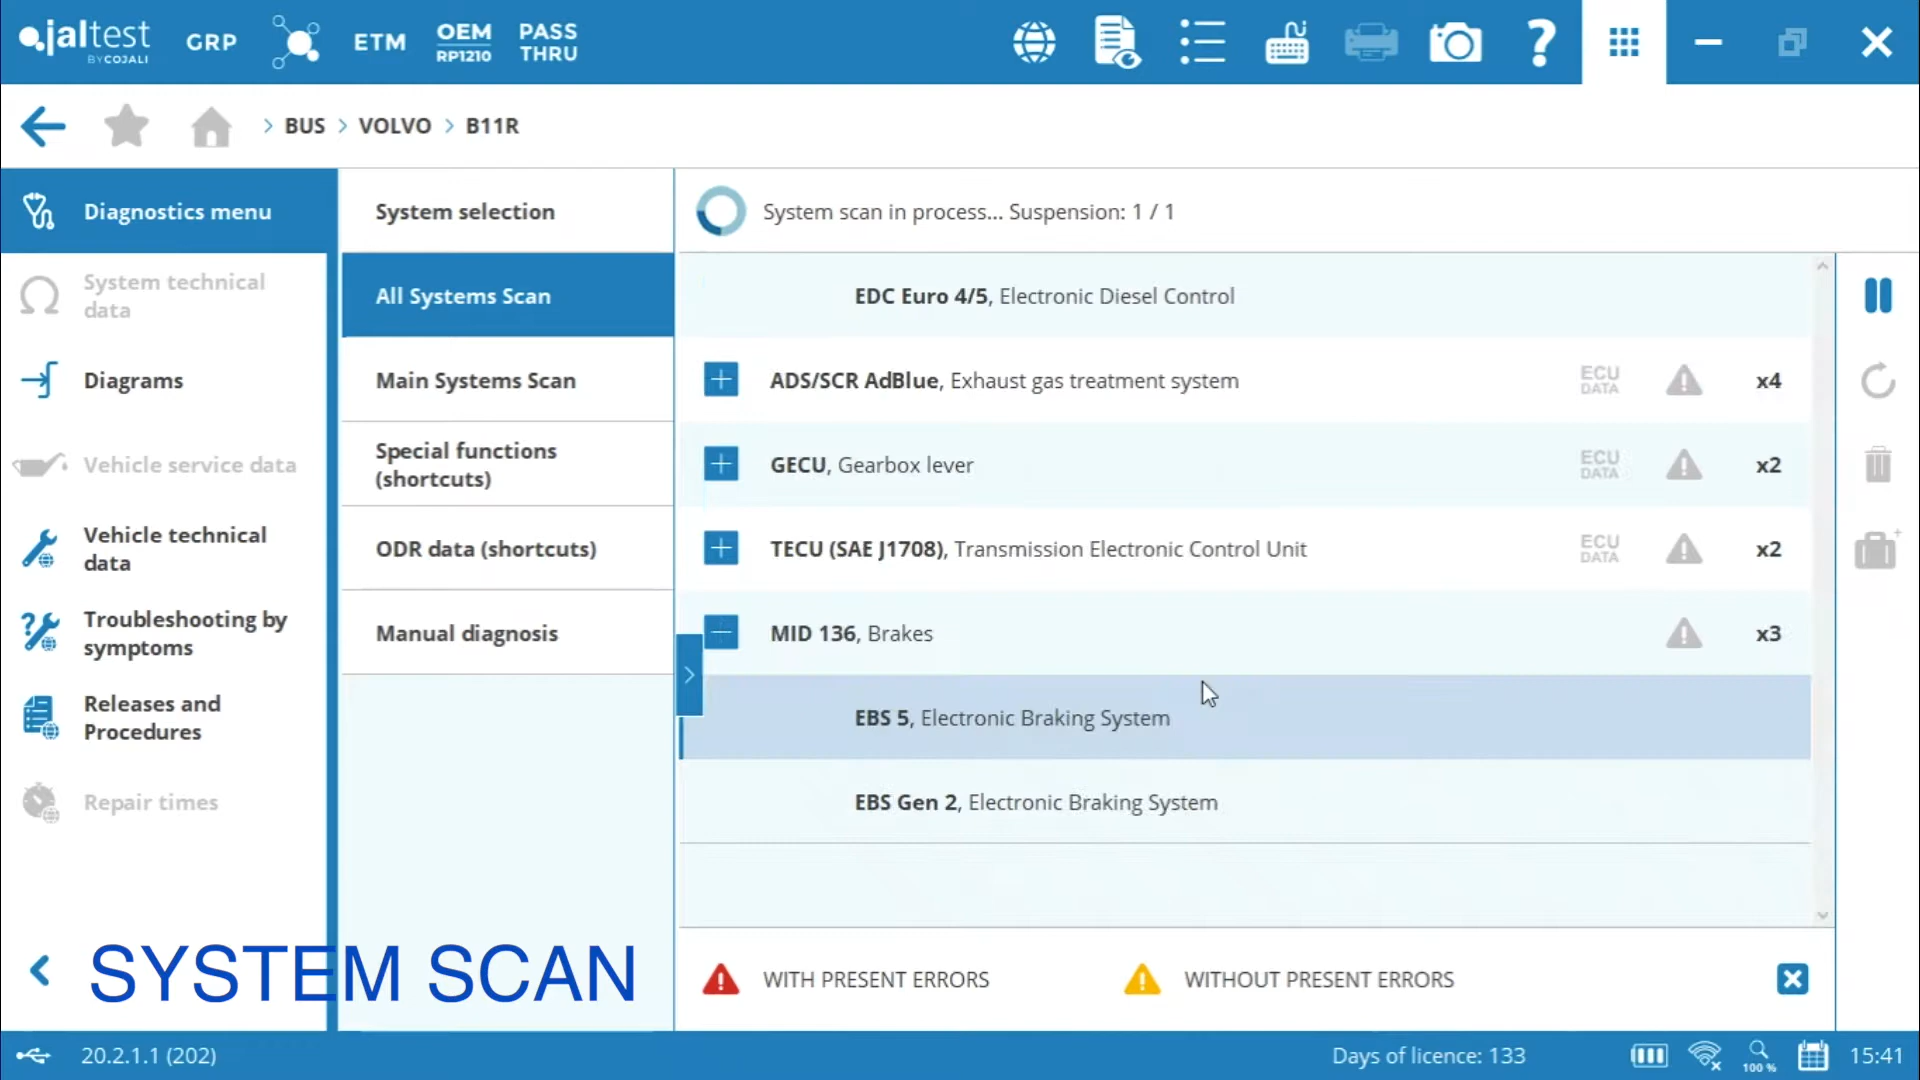 jaltest
BY COJALI
GRP
ETM
OEM
RP1210
PASS
THRU
?
> BUS > VOLVO > B11R
Diagnostics menu
System technical
data
Diagrams
Vehicle service data
Vehicle technical
data
Troubleshooting by
symptoms
Releases and
Procedures
Repair times
System selection
All Systems Scan
Main Systems Scan
Special functions
(shortcuts)
ODR data (shortcuts)
Manual diagnosis
System scan in process... Suspension: 1 / 1
EDC Euro 4/5, Electronic Diesel Control
ADS/SCR AdBlue, Exhaust gas treatment system ECU DATA x4
GECU, Gearbox lever ECU DATA x2
TECU (SAE J1708), Transmission Electronic Control Unit ECU DATA x2
MID 136, Brakes x3
EBS 5, Electronic Braking System
EBS Gen 2, Electronic Braking System
SYSTEM SCAN
WITH PRESENT ERRORS
WITHOUT PRESENT ERRORS
20.2.1.1 (202)
Days of licence: 133
100 %
15:41